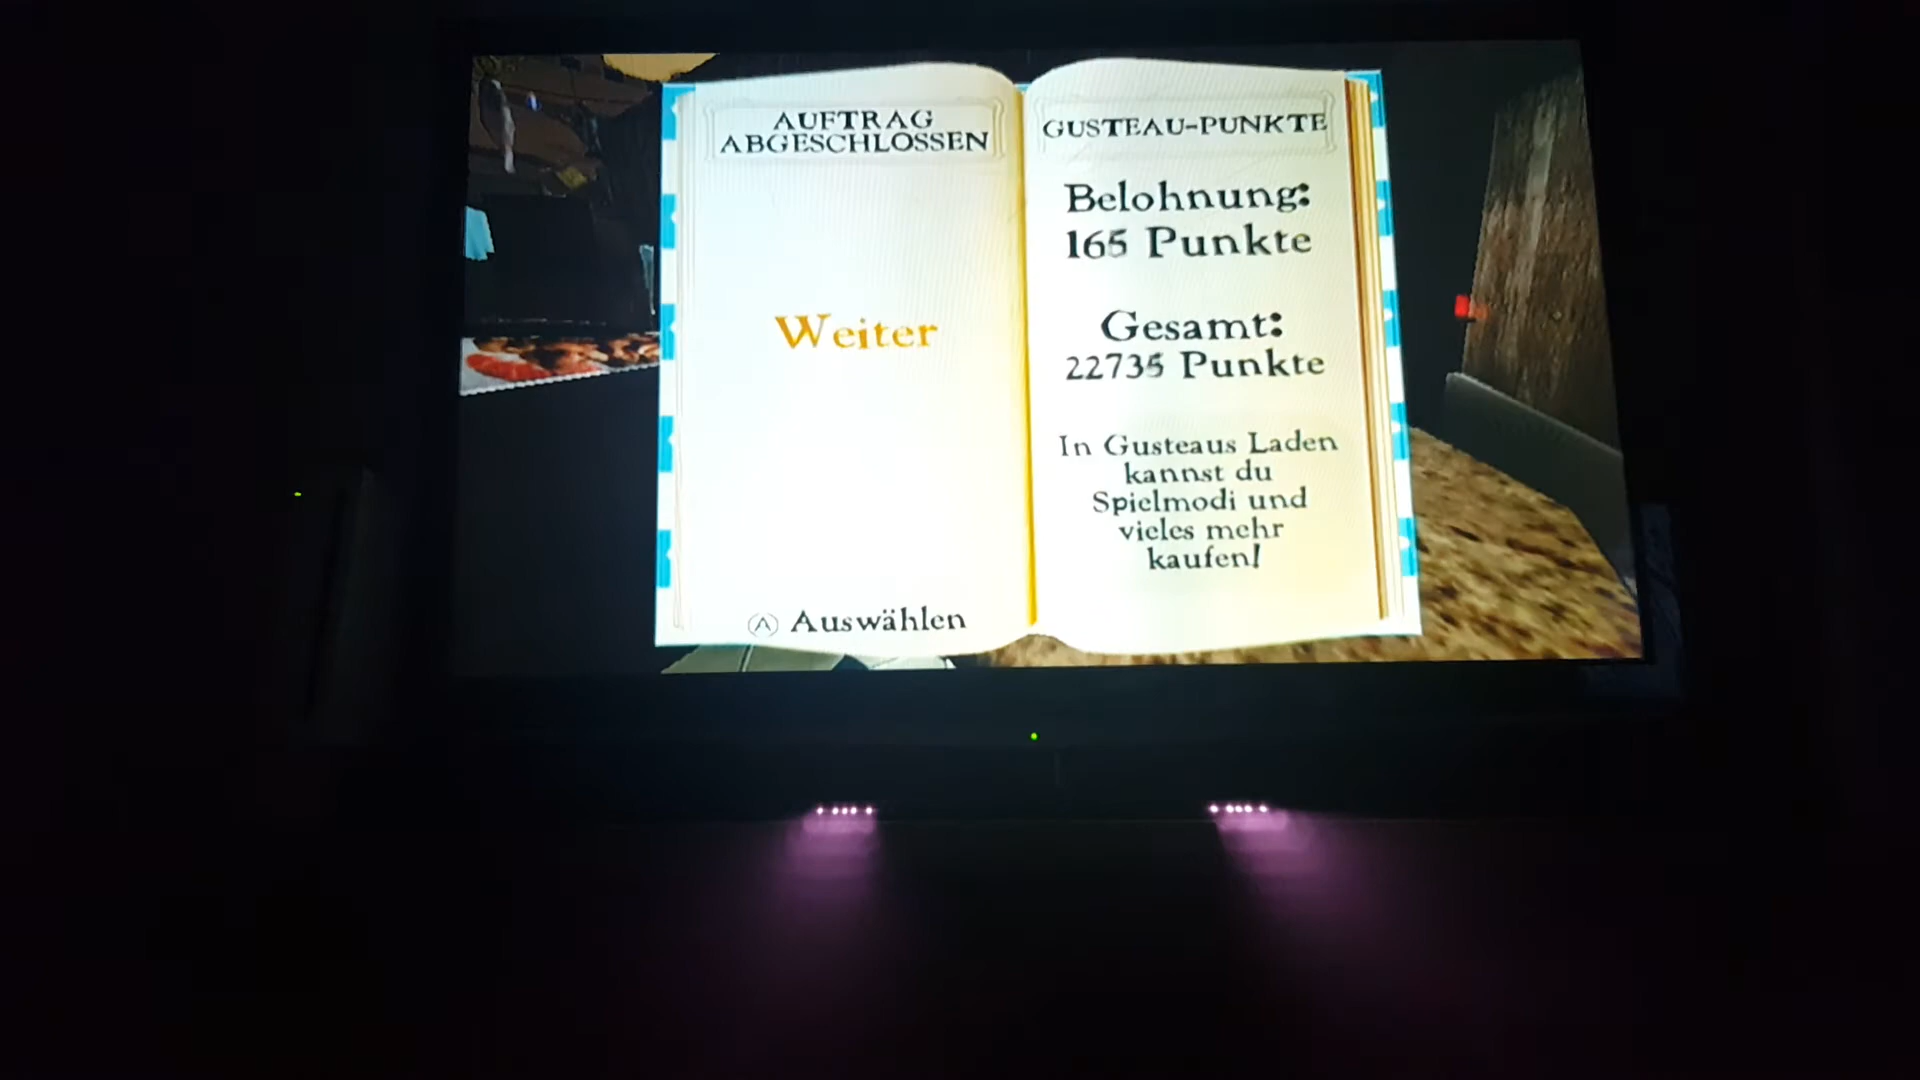 AUFTRAG
ABGESCHLOSSEN
Weiter
Ⓐ Auswählen
GUSTEAU-PUNKTE
Belohnung:
165 Punkte
Gesamt:
22735 Punkte
In Gusteaus Laden
kannst du
Spielmodi und
vieles mehr
kaufen!